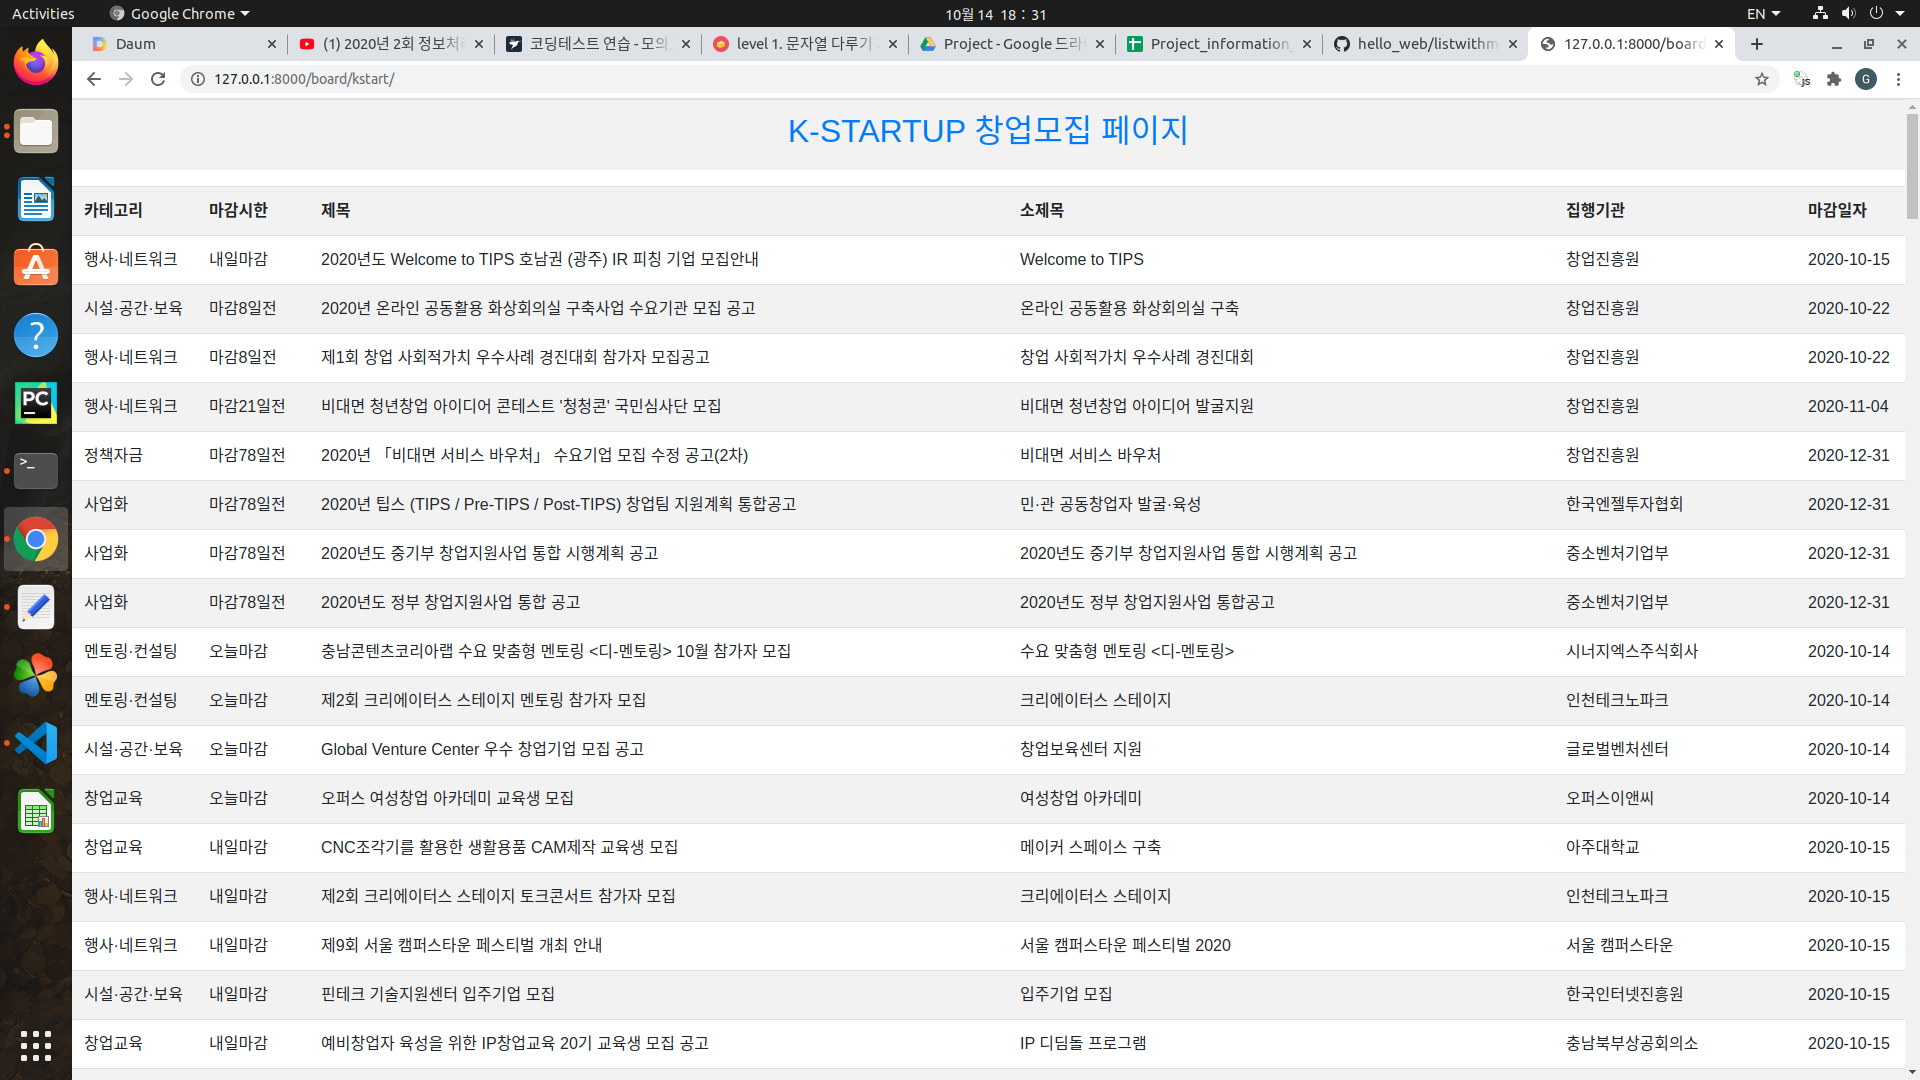 Activities Google Chrome 10월 14 18 : 31 EN
Daum (1) 2020년 2회 정보처 코딩테스트 연습 - 모의 level 1. 문자열 다루기 Project - Google 드라 Project_information_ hello_web/listwithm 127.0.0.1:8000/board
127.0.0.1:8000/board/kstart/ JS G
K-STARTUP 창업모집 페이지
카테고리 마감시한 제목 소제목 집행기관 마감일자
행사·네트워크 내일마감 2020년도 Welcome to TIPS 호남권 (광주) IR 피칭 기업 모집안내 Welcome to TIPS 창업진흥원 2020-10-15
시설·공간·보육 마감8일전 2020년 온라인 공동활용 화상회의실 구축사업 수요기관 모집 공고 온라인 공동활용 화상회의실 구축 창업진흥원 2020-10-22
행사·네트워크 마감8일전 제1회 창업 사회적가치 우수사례 경진대회 참가자 모집공고 창업 사회적가치 우수사례 경진대회 창업진흥원 2020-10-22
행사·네트워크 마감21일전 비대면 청년창업 아이디어 콘테스트 '청청콘' 국민심사단 모집 비대면 청년창업 아이디어 발굴지원 창업진흥원 2020-11-04
정책자금 마감78일전 2020년 「비대면 서비스 바우처」 수요기업 모집 수정 공고(2차) 비대면 서비스 바우처 창업진흥원 2020-12-31
사업화 마감78일전 2020년 팁스 (TIPS / Pre-TIPS / Post-TIPS) 창업팀 지원계획 통합공고 민·관 공동창업자 발굴·육성 한국엔젤투자협회 2020-12-31
사업화 마감78일전 2020년도 중기부 창업지원사업 통합 시행계획 공고 2020년도 중기부 창업지원사업 통합 시행계획 공고 중소벤처기업부 2020-12-31
사업화 마감78일전 2020년도 정부 창업지원사업 통합 공고 2020년도 정부 창업지원사업 통합공고 중소벤처기업부 2020-12-31
멘토링·컨설팅 오늘마감 충남콘텐츠코리아랩 수요 맞춤형 멘토링 <디-멘토링> 10월 참가자 모집 수요 맞춤형 멘토링 <디-멘토링> 시너지엑스주식회사 2020-10-14
멘토링·컨설팅 오늘마감 제2회 크리에이터스 스테이지 멘토링 참가자 모집 크리에이터스 스테이지 인천테크노파크 2020-10-14
시설·공간·보육 오늘마감 Global Venture Center 우수 창업기업 모집 공고 창업보육센터 지원 글로벌벤처센터 2020-10-14
창업교육 오늘마감 오퍼스 여성창업 아카데미 교육생 모집 여성창업 아카데미 오퍼스이앤씨 2020-10-14
창업교육 내일마감 CNC조각기를 활용한 생활용품 CAM제작 교육생 모집 메이커 스페이스 구축 아주대학교 2020-10-15
행사·네트워크 내일마감 제2회 크리에이터스 스테이지 토크콘서트 참가자 모집 크리에이터스 스테이지 인천테크노파크 2020-10-15
행사·네트워크 내일마감 제9회 서울 캠퍼스타운 페스티벌 개최 안내 서울 캠퍼스타운 페스티벌 2020 서울 캠퍼스타운 2020-10-15
시설·공간·보육 내일마감 핀테크 기술지원센터 입주기업 모집 입주기업 모집 한국인터넷진흥원 2020-10-15
창업교육 내일마감 예비창업자 육성을 위한 IP창업교육 20기 교육생 모집 공고 IP 디딤돌 프로그램 충남북부상공회의소 2020-10-15